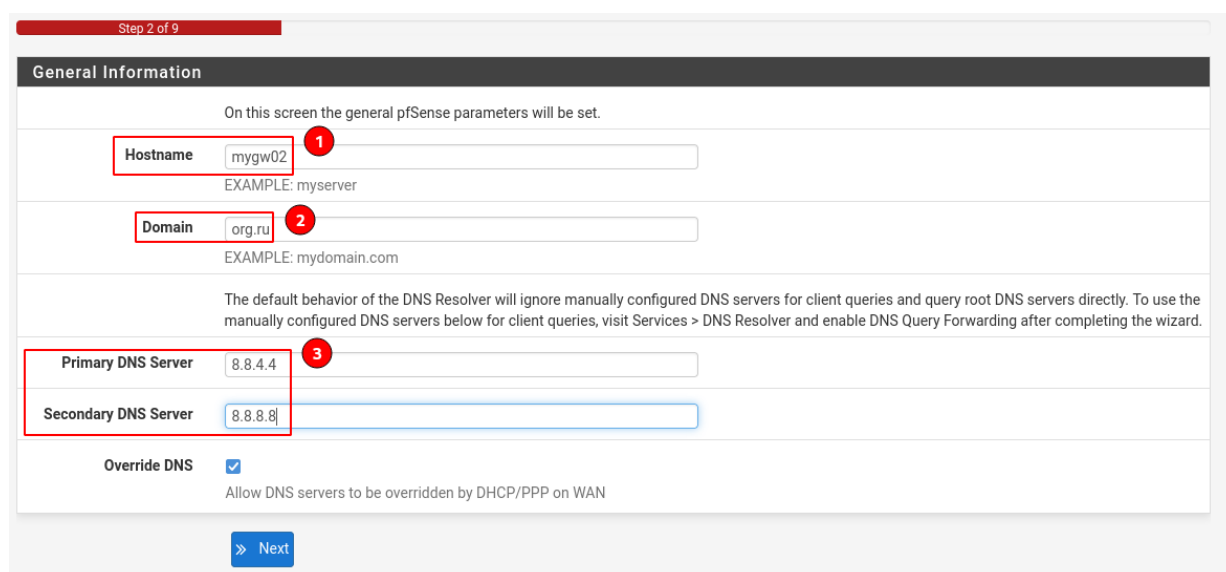 Step 2 of 9
General Information
On this screen the general pfSense parameters will be set.
1
Hostname
mygw02
EXAMPLE: myserver
2
Domain
org.ru
EXAMPLE: mydomain.com
The default behavior of the DNS Resolver will ignore manually configured DNS servers for client queries and query root DNS servers directly. To use the
manually configured DNS servers below for client queries, visit Services > DNS Resolver and enable DNS Query Forwarding after completing the wizard.
3
Primary DNS Server
8.8.4.4
Secondary DNS Server
8.8.8.8
Override DNS
Allow DNS servers to be overridden by DHCP/PPP on WAN
Next